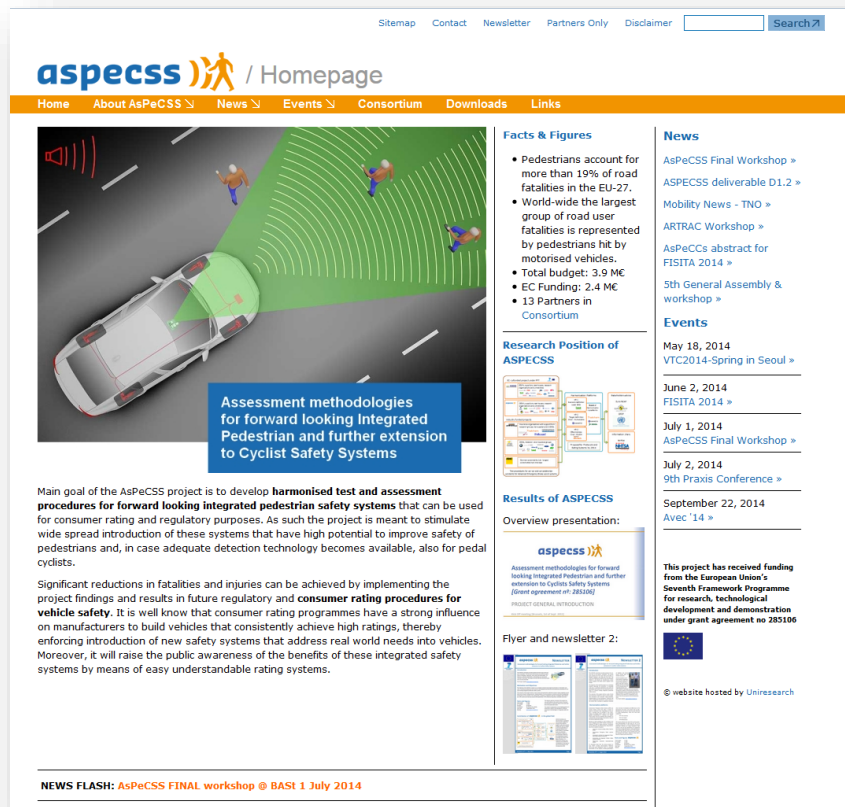 Sitemap Contact Newsletter Partners Only Disclaimer Search
aspecss / Homepage
Home About AsPeCSS News Events Consortium Downloads Links
Assessment methodologies
for forward looking Integrated
Pedestrian and further extension
to Cyclist Safety Systems
Main goal of the AsPeCSS project is to develop harmonised test and assessment
procedures for forward looking integrated pedestrian safety systems that can be used
for consumer rating and regulatory purposes. As such the project is meant to stimulate
wide spread introduction of these systems that have high potential to improve safety of
pedestrians and, in case adequate detection technology becomes available, also for pedal
cyclists.
Significant reductions in fatalities and injuries can be achieved by implementing the
project findings and results in future regulatory and consumer rating procedures for
vehicle safety. It is well know that consumer rating programmes have a strong influence
on manufacturers to build vehicles that consistently achieve high ratings, thereby
enforcing introduction of new safety systems that address real world needs into vehicles.
Moreover, it will raise the public awareness of the benefits of these integrated safety
systems by means of easy understandable rating systems.
Facts & Figures
• Pedestrians account for
more than 19% of road
fatalities in the EU-27.
• World-wide the largest
group of road user
fatalities is represented
by pedestrians hit by
motorised vehicles.
• Total budget: 3.9 M€
• EC Funding: 2.4 M€
• 13 Partners in
Consortium
Research Position of
ASPECSS
Results of ASPECSS
Overview presentation:
aspecss
Assessment methodologies for forward
looking Integrated Pedestrian and further
extension to Cyclists Safety Systems
[Grant agreement nº: 285106]
PROJECT GENERAL INTRODUCTION
Flyer and newsletter 2:
aspecss
aspecss
News
AsPeCSS Final Workshop »
ASPECSS deliverable D1.2 »
Mobility News - TNO »
ARTRAC Workshop »
AsPeCCs abstract for
FISITA 2014 »
5th General Assembly &
workshop »
Events
May 18, 2014
VTC2014-Spring in Seoul »
June 2, 2014
FISITA 2014 »
July 1, 2014
AsPeCSS Final Workshop »
July 2, 2014
9th Praxis Conference »
September 22, 2014
Avec '14 »
This project has received funding
from the European Union's
Seventh Framework Programme
for research, technological
development and demonstration
under grant agreement no 285106
© website hosted by Uniresearch
NEWS FLASH: AsPeCSS FINAL workshop @ BASt 1 July 2014